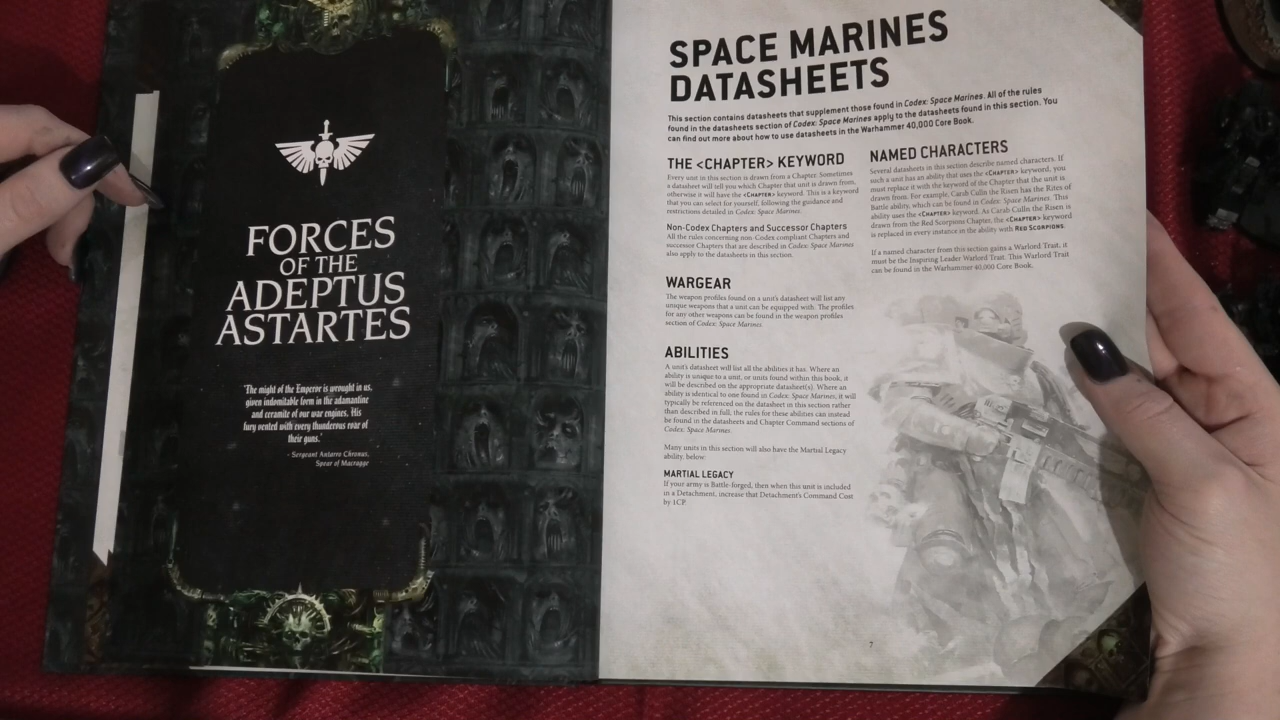 FORCES
OF THE
ADEPTUS
ASTARTES
'The might of the Emperor is wrought in us,
given indomitable form in the adamantine
and ceramite of our war engines. His
fury vented with every thunderous roar of
their guns.'
- Sergeant Antaro Chronus,
Spear of Macragge
SPACE MARINES
DATASHEETS
This section contains datasheets that supplement those found in Codex: Space Marines. All of the rules
found in the datasheets section of Codex: Space Marines apply to the datasheets found in this section. You
can find out more about how to use datasheets in the Warhammer 40,000 Core Book.
THE <CHAPTER> KEYWORD
Every unit in this section is drawn from a Chapter. Sometimes
a datasheet will tell you which Chapter that unit is drawn from,
otherwise it will have the <CHAPTER> keyword. This is a keyword
that you can select for yourself, following the guidance and
restrictions detailed in Codex: Space Marines.
Non-Codex Chapters and Successor Chapters
All the rules concerning non-Codex compliant Chapters and
successor Chapters that are described in Codex: Space Marines
also apply to the datasheets in this section.
WARGEAR
The weapon profiles found on a unit's datasheet will list any
unique weapons that a unit can be equipped with. The profiles
for any other weapons can be found in the weapon profiles
section of Codex: Space Marines.
ABILITIES
A unit's datasheet will list all the abilities it has. Where an
ability is unique to a unit, or units found within this book, it
will be described on the appropriate datasheet(s). Where an
ability is identical to one found in Codex: Space Marines, it will
typically be referenced on the datasheet in this section rather
than described in full, the rules for these abilities can instead
be found in the datasheets and Chapter Command sections of
Codex: Space Marines.
Many units in this section will also have the Martial Legacy
ability, below:
MARTIAL LEGACY
If your army is Battle-forged, then when this unit is included
in a Detachment, increase that Detachment's Command Cost
by 1CP.
NAMED CHARACTERS
Several datasheets in this section describe named characters. If
such a unit has an ability that uses the <CHAPTER> keyword, you
must replace it with the keyword of the Chapter that the unit is
drawn from. For example, Carab Culln the Risen has the Rites of
Battle ability, which can be found in Codex: Space Marines. This
ability uses the <CHAPTER> keyword. As Carab Culln the Risen is
drawn from the Red Scorpions Chapter, the <CHAPTER> keyword
is replaced in every instance in the ability with RED SCORPIONS.
If a named character from this section gains a Warlord Trait, it
must be the Inspiring Leader Warlord Trait. This Warlord Trait
can be found in the Warhammer 40,000 Core Book.
7